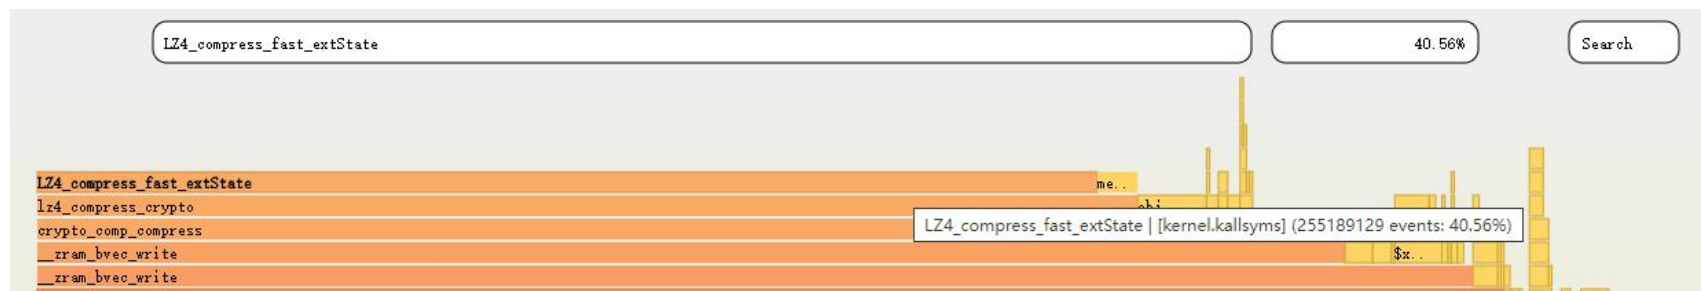 LZ4_compress_fast_extState
40.56%
Search
LZ4_compress_fast_extState
me..
lz4_compress_crypto
crypto_comp_compress
LZ4_compress_fast_extState | [kernel.kallsyms] (255189129 events: 40.56%)
__zram_bvec_write
$x..
__zram_bvec_write